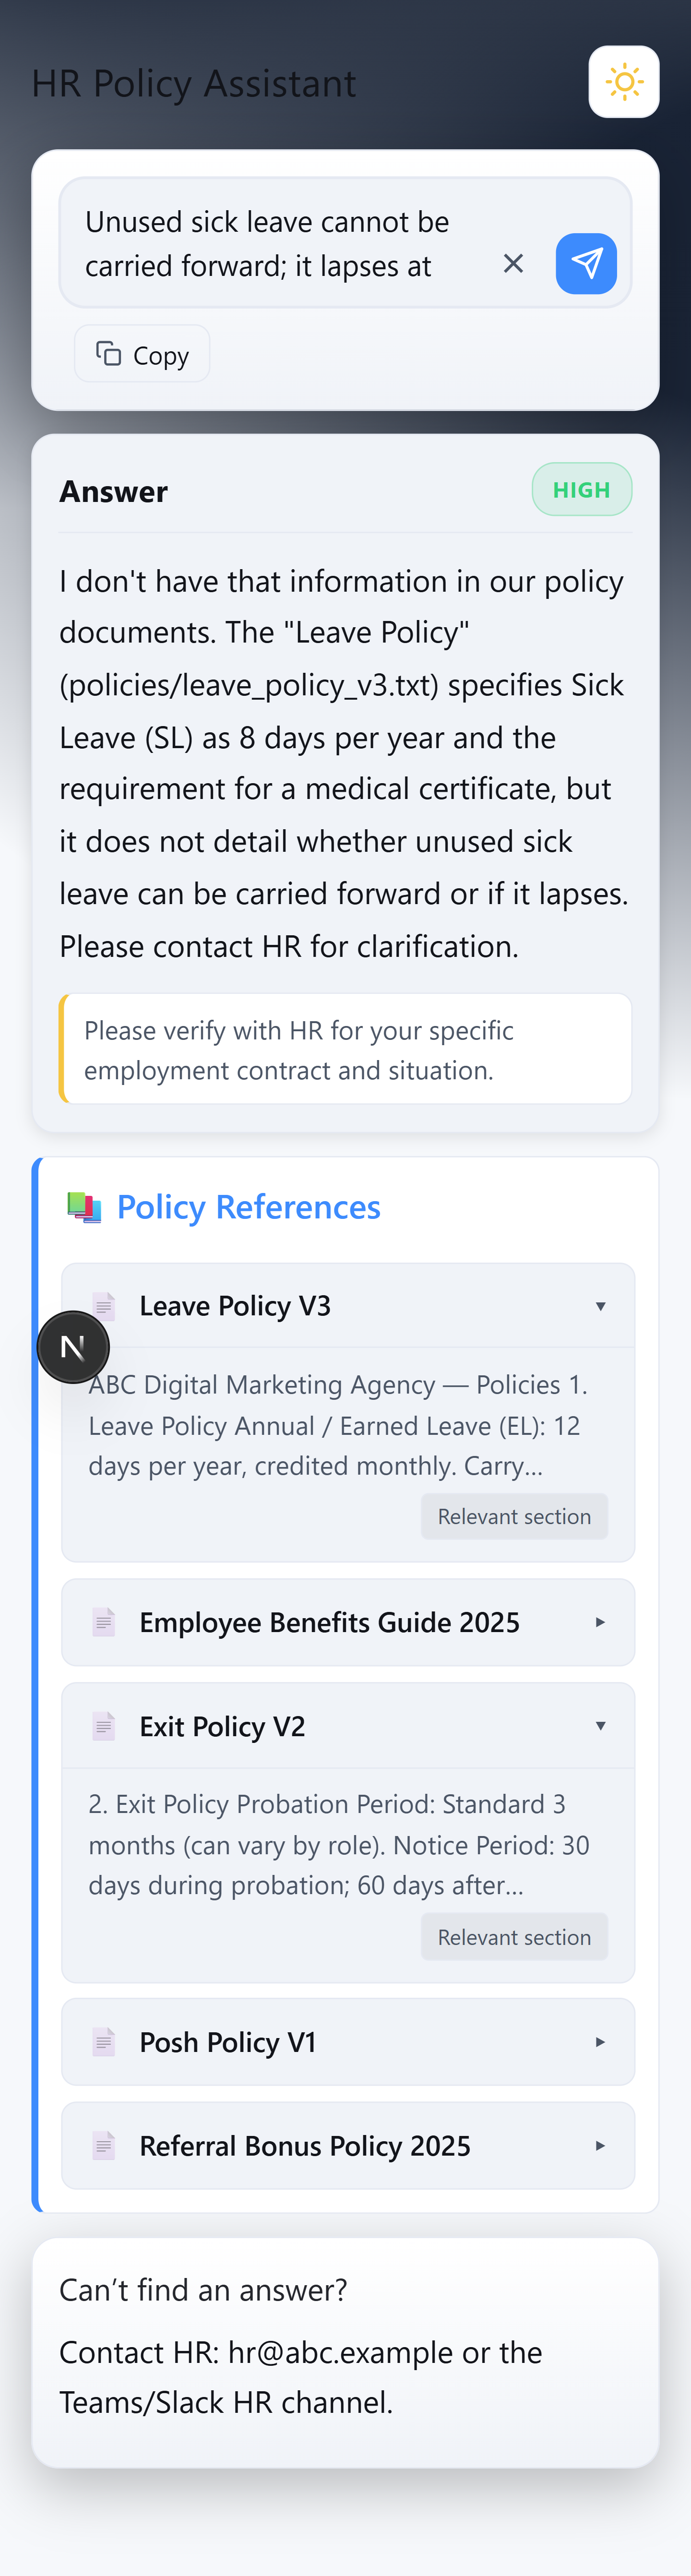 HR Policy Assistant
Unused sick leave cannot be
carried forward; it lapses at
Copy
Answer
HIGH
I don't have that information in our policy
documents. The "Leave Policy"
(policies/leave_policy_v3.txt) specifies Sick
Leave (SL) as 8 days per year and the
requirement for a medical certificate, but
it does not detail whether unused sick
leave can be carried forward or if it lapses.
Please contact HR for clarification.
Please verify with HR for your specific
employment contract and situation.
Policy References
Leave Policy V3
N
ABC Digital Marketing Agency — Policies 1.
Leave Policy Annual / Earned Leave (EL): 12
days per year, credited monthly. Carry...
Relevant section
Employee Benefits Guide 2025
Exit Policy V2
2. Exit Policy Probation Period: Standard 3
months (can vary by role). Notice Period: 30
days during probation; 60 days after...
Relevant section
Posh Policy V1
Referral Bonus Policy 2025
Can’t find an answer?
Contact HR: hr@abc.example or the
Teams/Slack HR channel.